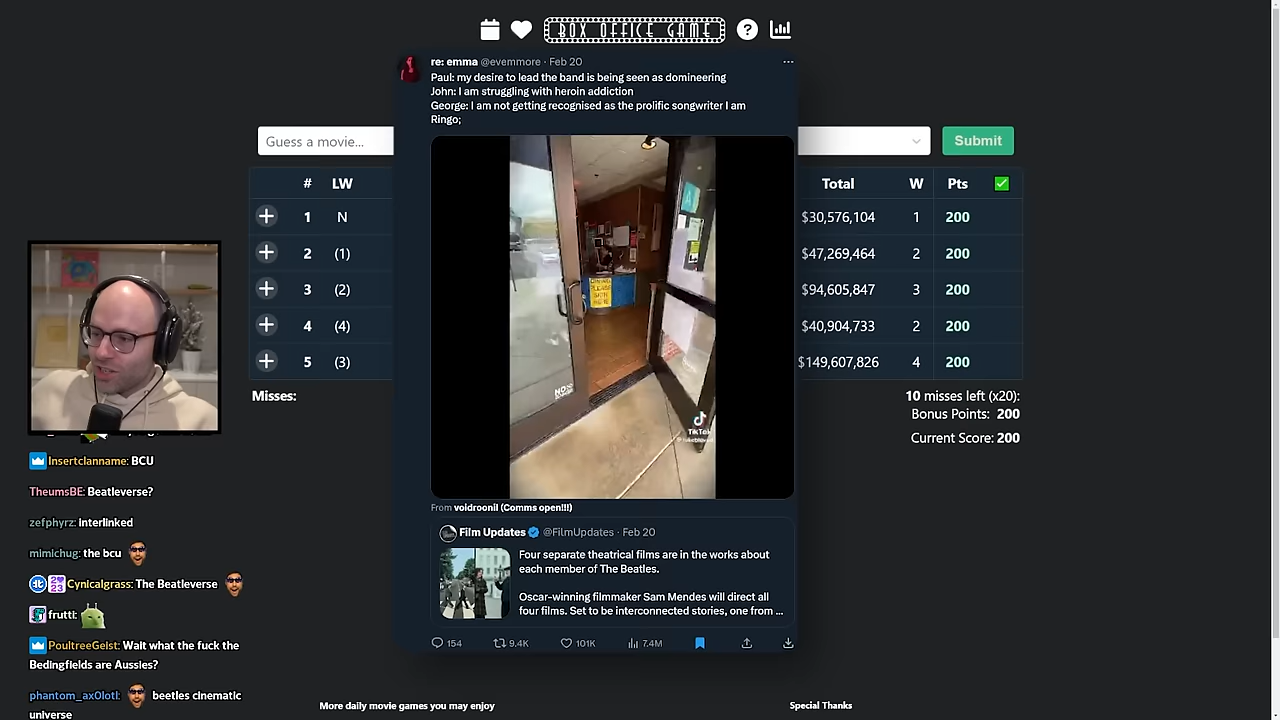 BOX OFFICE GAME
?
re: emma @evermore · Feb 20
Paul: my desire to lead the band is being seen as domineering
John: I am struggling with heroin addiction
George: I am not getting recognised as the prolific songwriter I am
Ringo;
Guess a movie...
Submit
# LW Total W Pts
1 N $30,576,104 1 200
2 (1) $47,269,464 2 200
3 (2) $94,605,847 3 200
4 (4) $40,904,733 2 200
5 (3) $149,607,826 4 200
Misses:
10 misses left (x20):
Bonus Points: 200
Current Score: 200
PLEASE
TikTok
From voidroonil (Comms open!!!)
Film Updates @FilmUpdates · Feb 20
Four separate theatrical films are in the works about
each member of The Beatles.
Oscar-winning filmmaker Sam Mendes will direct all
four films. Set to be interconnected stories, one from ...
154 9.4K 101K 7.4M
Insertclanname: BCU
TheumsBE: Beatleverse?
zefphyrz: interlinked
mimichug: the bcu
Cynicalgrass: The Beatleverse
fruttt:
PoultreeGeist: Wait what the fuck the
Bedingfields are Aussies?
phantom_ax0lotl: beetles cinematic
universe
More daily movie games you may enjoy
Special Thanks